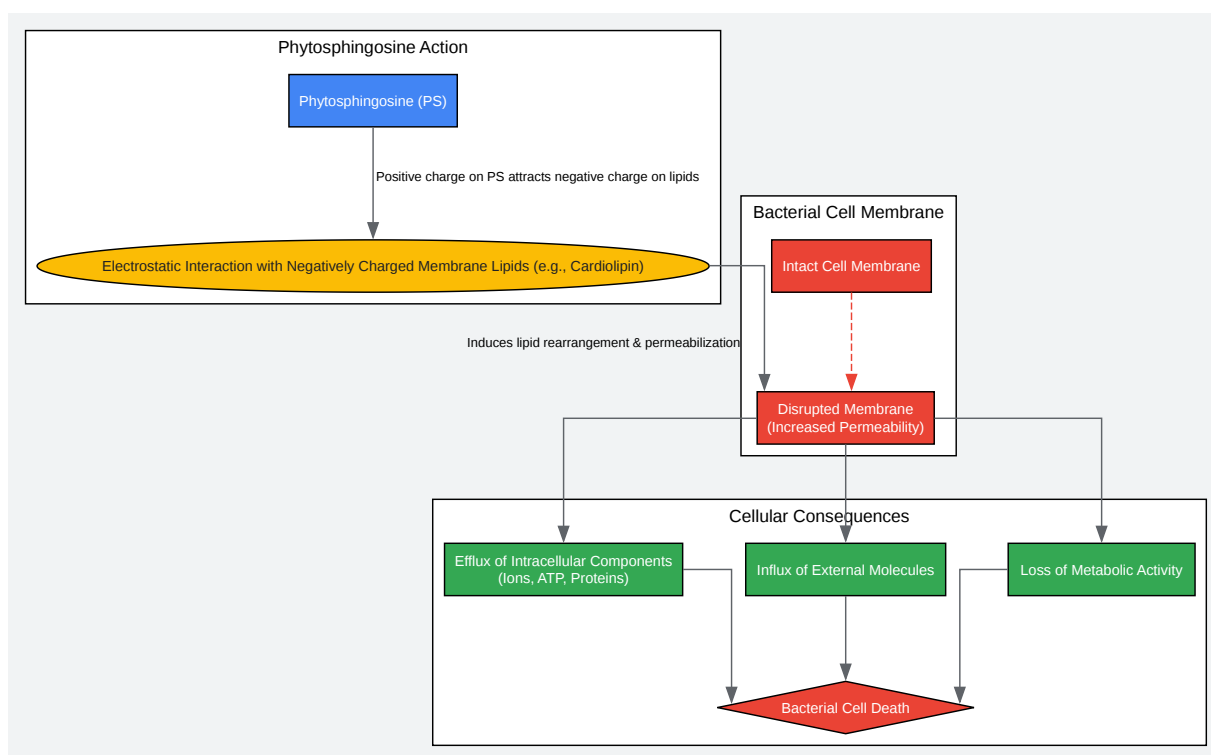 Phytosphingosine Action
Phytosphingosine (PS)
Positive charge on PS attracts negative charge on lipids
Electrostatic Interaction with Negatively Charged Membrane Lipids (e.g., Cardiolipin)
Bacterial Cell Membrane
Intact Cell Membrane
Induces lipid rearrangement & permeabilization
Disrupted Membrane
(Increased Permeability)
Cellular Consequences
Efflux of Intracellular Components
(Ions, ATP, Proteins)
Influx of External Molecules
Loss of Metabolic Activity
Bacterial Cell Death